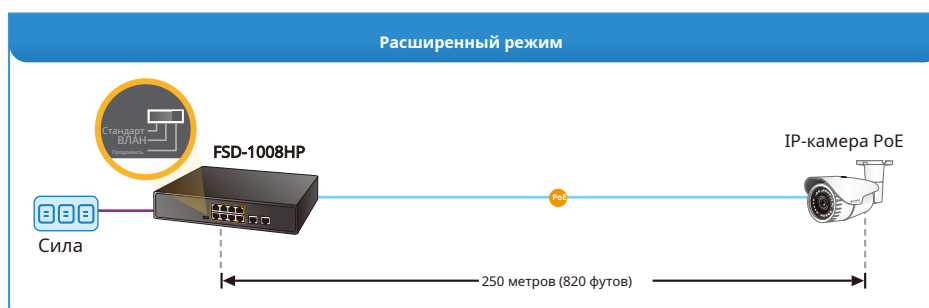 Расширенный режим
Стандарт
ВЛАН
Продлевать
FSD-1008HP
IP-камера PoE
PoE
Сила
250 метров (820 футов)